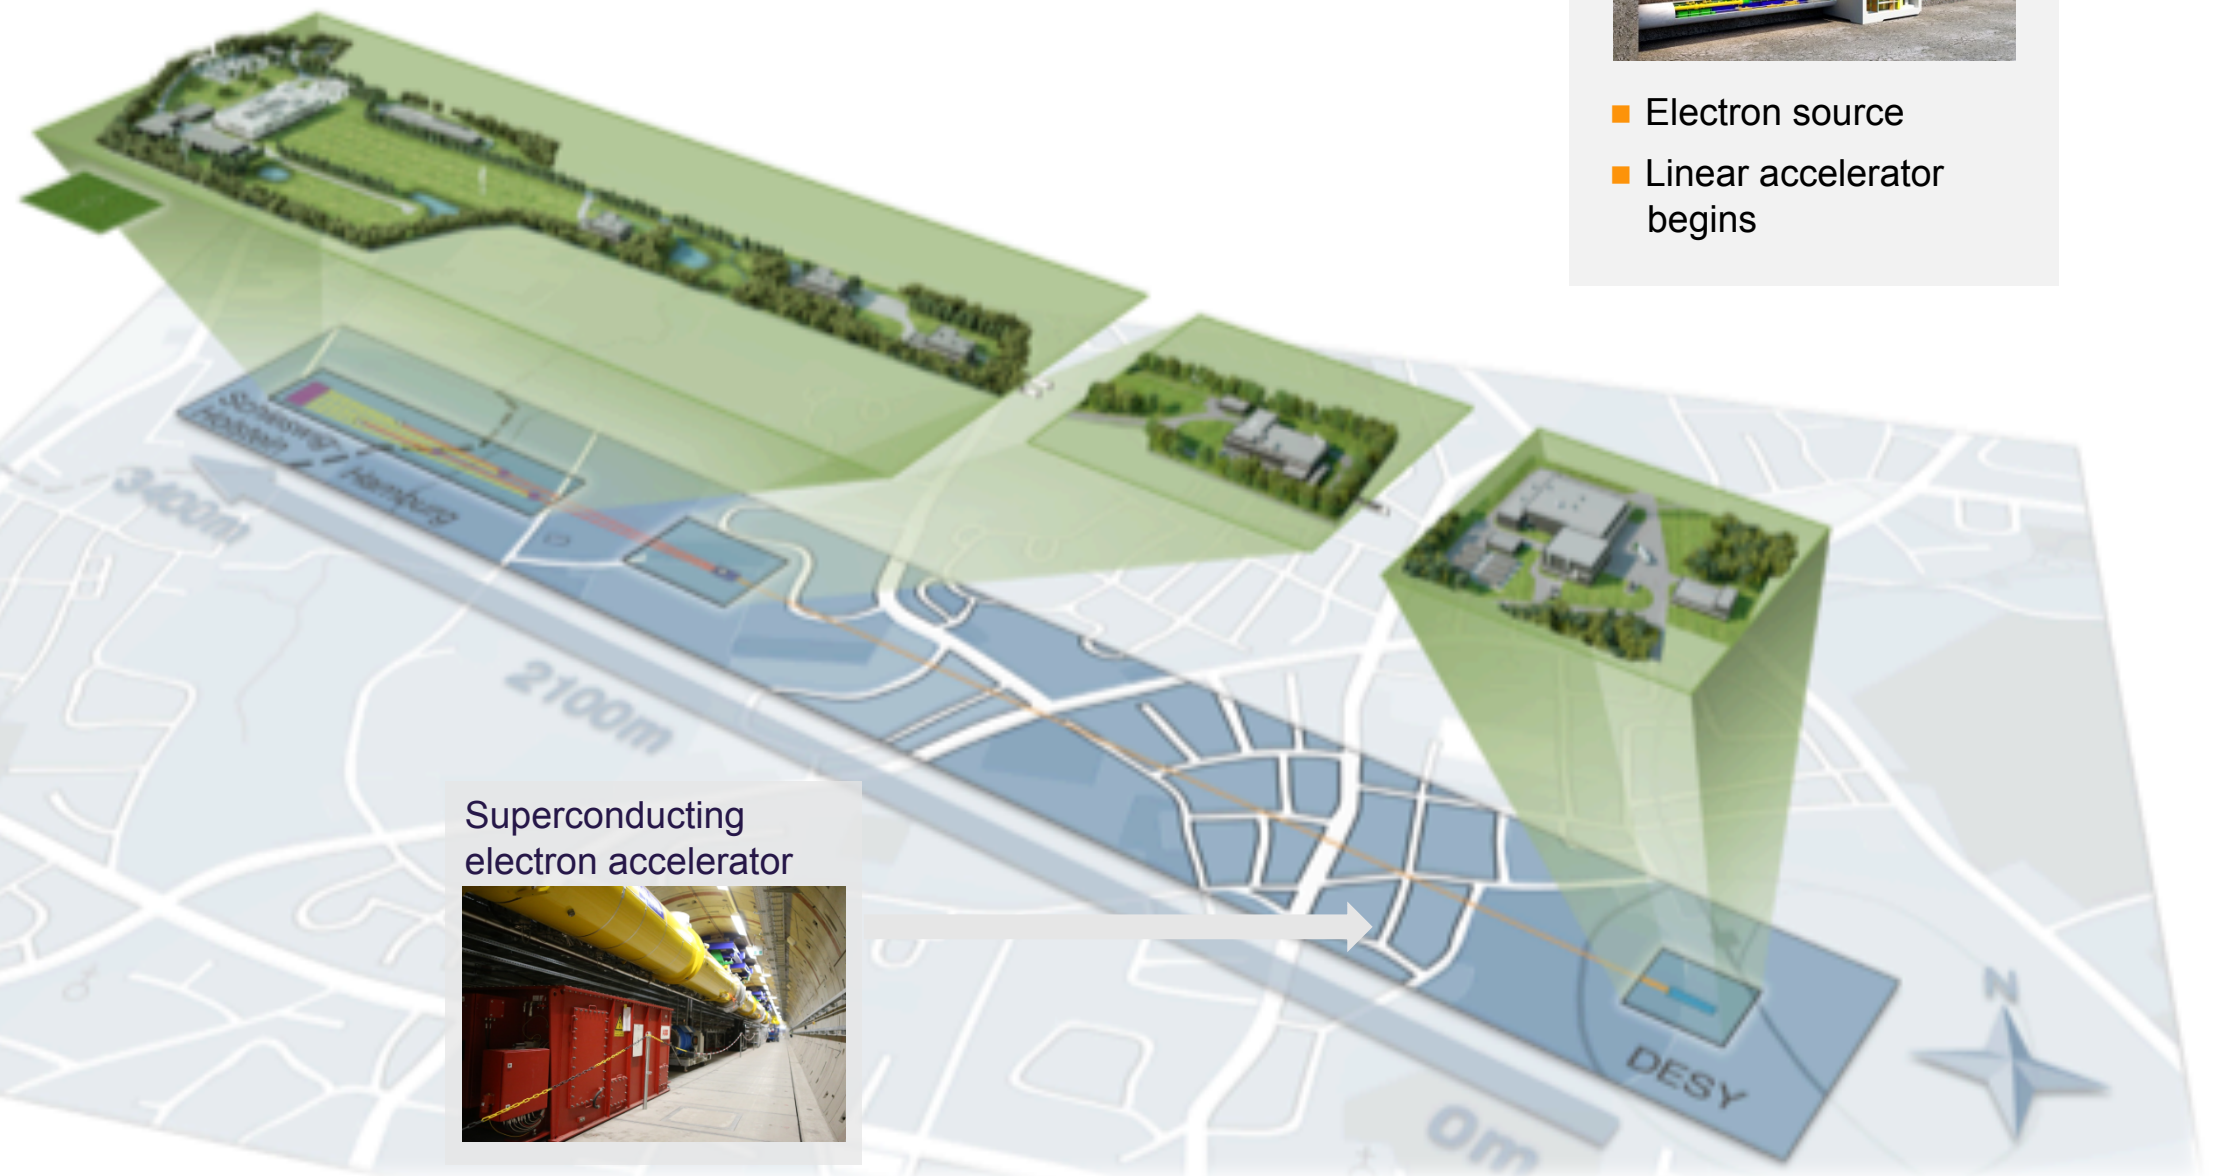 Electron source
Linear accelerator
begins
Schleswig-
Holstein
Hamburg
3400m
2100m
Superconducting
electron accelerator
DESY
N
0m